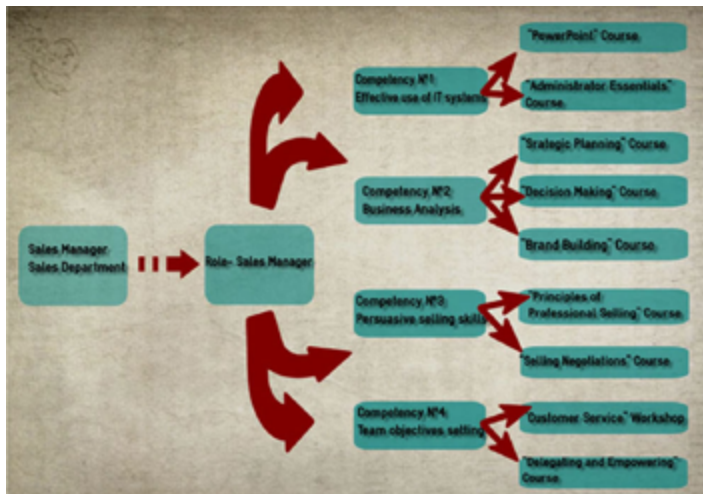 Sales Manager
Sales Department
Role- Sales Manager
Competency №1:
Effective use of IT systems
"PowerPoint" Course
"Administrator Essentials"
Course
Competency №2:
Business Analysis
"Srategic Planning" Course
"Decision Making" Course
"Brand Building" Course
Competency №3:
Persuasive selling skills
"Principles of
Professional Selling" Course
"Selling Negotiations" Course
Competency №4:
Team objectives setting
"Customer Service" Workshop
"Delegating and Empowering"
Course